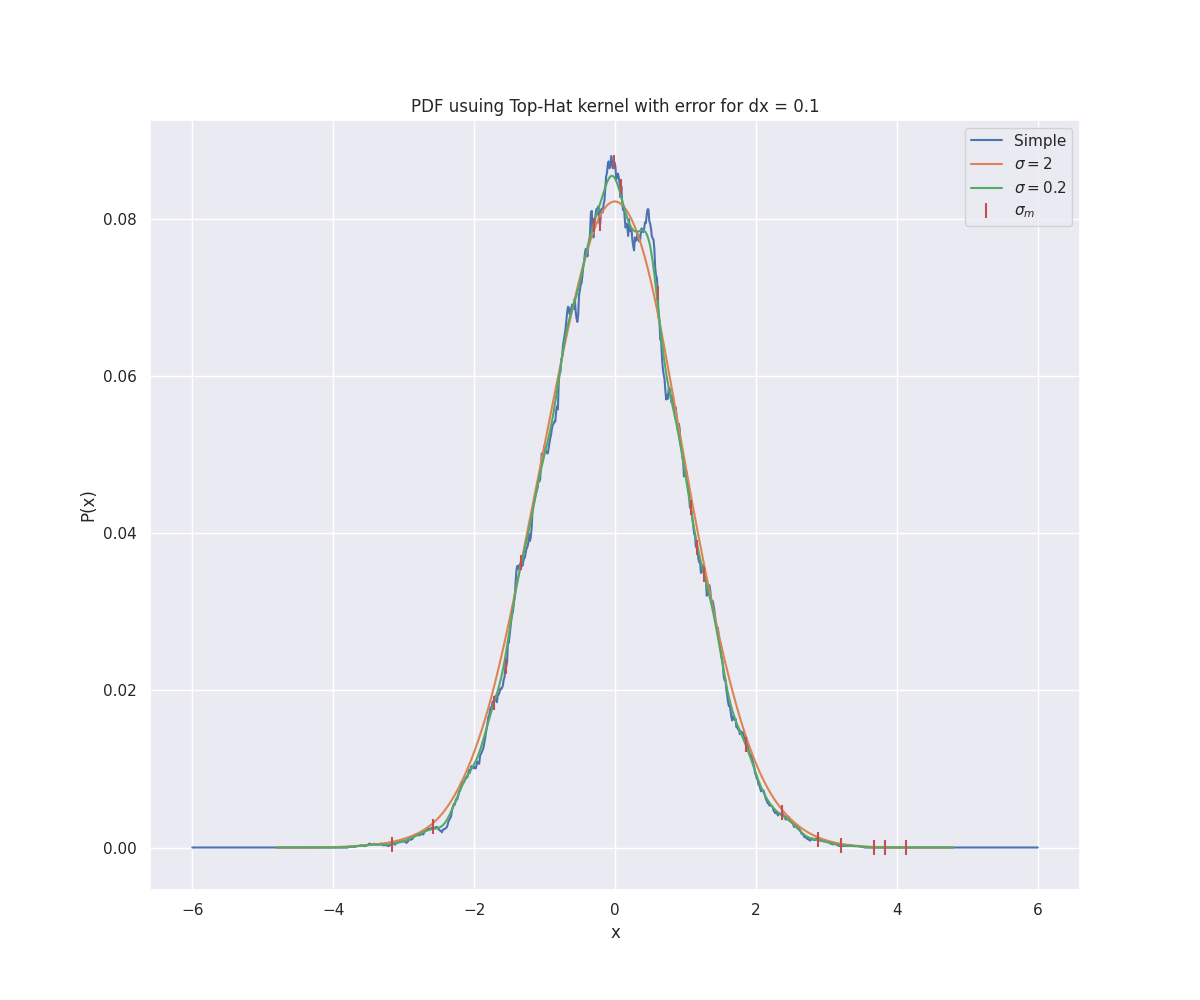 PDF usuing Top-Hat kernel with error for dx = 0.1
Simple
σ = 2
σ = 0.2
σₘ
P(x)
0.08
0.06
0.04
0.02
0.00
−6
−4
−2
0
2
4
6
x